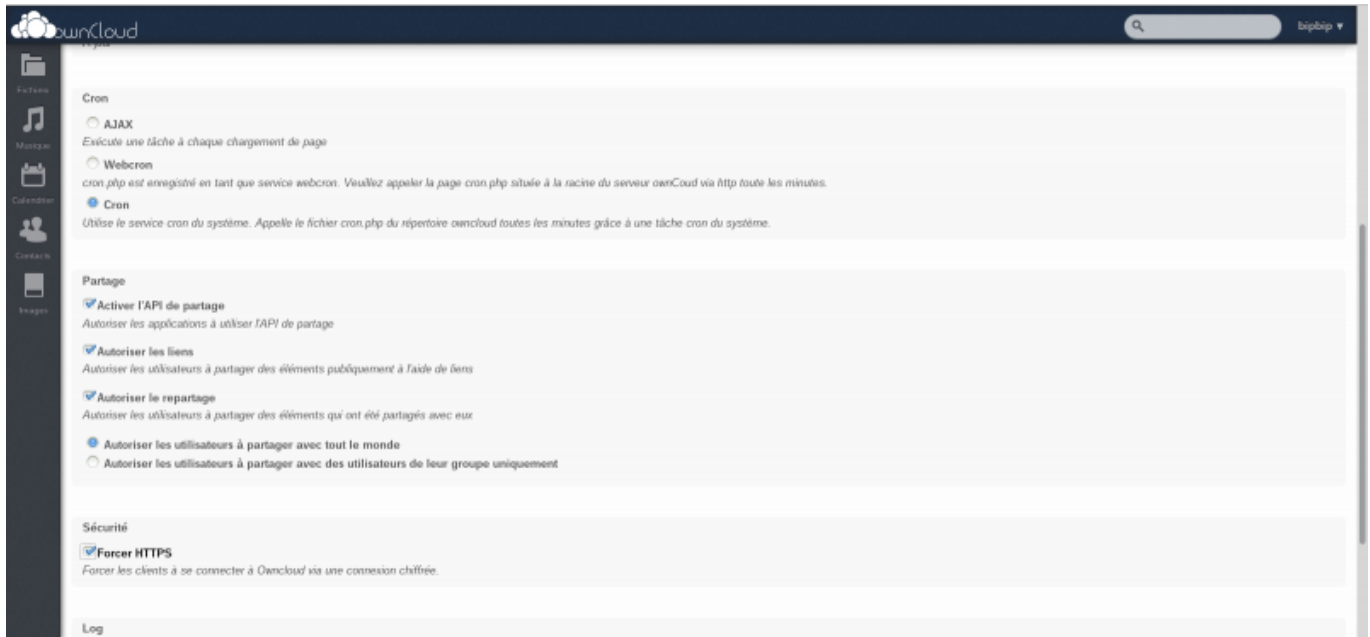 ownCloud
bipbip ▼
Fichiers
Musique
Calendrier
Contacts
Images
Cron
AJAX
Exécute une tâche à chaque chargement de page
Webcron
cron.php est enregistré en tant que service webcron. Veuillez appeler la page cron.php située à la racine du serveur ownCoud via http toute les minutes.
Cron
Utilise le service cron du système. Appelle le fichier cron.php du répertoire owncloud toutes les minutes grâce à une tâche cron du système.
Partage
Activer l'API de partage
Autoriser les applications à utiliser l'API de partage
Autoriser les liens
Autoriser les utilisateurs à partager des éléments publiquement à l'aide de liens
Autoriser le repartage
Autoriser les utilisateurs à partager des éléments qui ont été partagés avec eux
Autoriser les utilisateurs à partager avec tout le monde
Autoriser les utilisateurs à partager avec des utilisateurs de leur groupe uniquement
Sécurité
Forcer HTTPS
Forcer les clients à se connecter à Owncloud via une connexion chiffrée.
Log